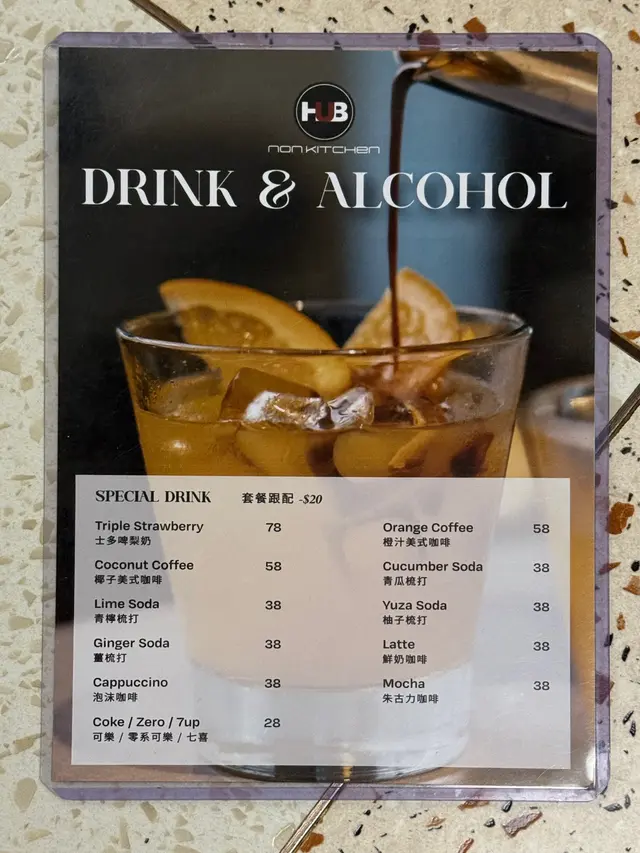 HUB
NON KITCHEN
DRINK & ALCOHOL
SPECIAL DRINK 套餐跟配 -$20
Triple Strawberry 78
士多啤梨奶
Coconut Coffee 58
椰子美式咖啡
Lime Soda 38
青檸梳打
Ginger Soda 38
薑梳打
Cappuccino 38
泡沫咖啡
Coke / Zero / 7up 28
可樂 / 零系可樂 / 七喜
Orange Coffee 58
橙汁美式咖啡
Cucumber Soda 38
青瓜梳打
Yuza Soda 38
柚子梳打
Latte 38
鮮奶咖啡
Mocha 38
朱古力咖啡